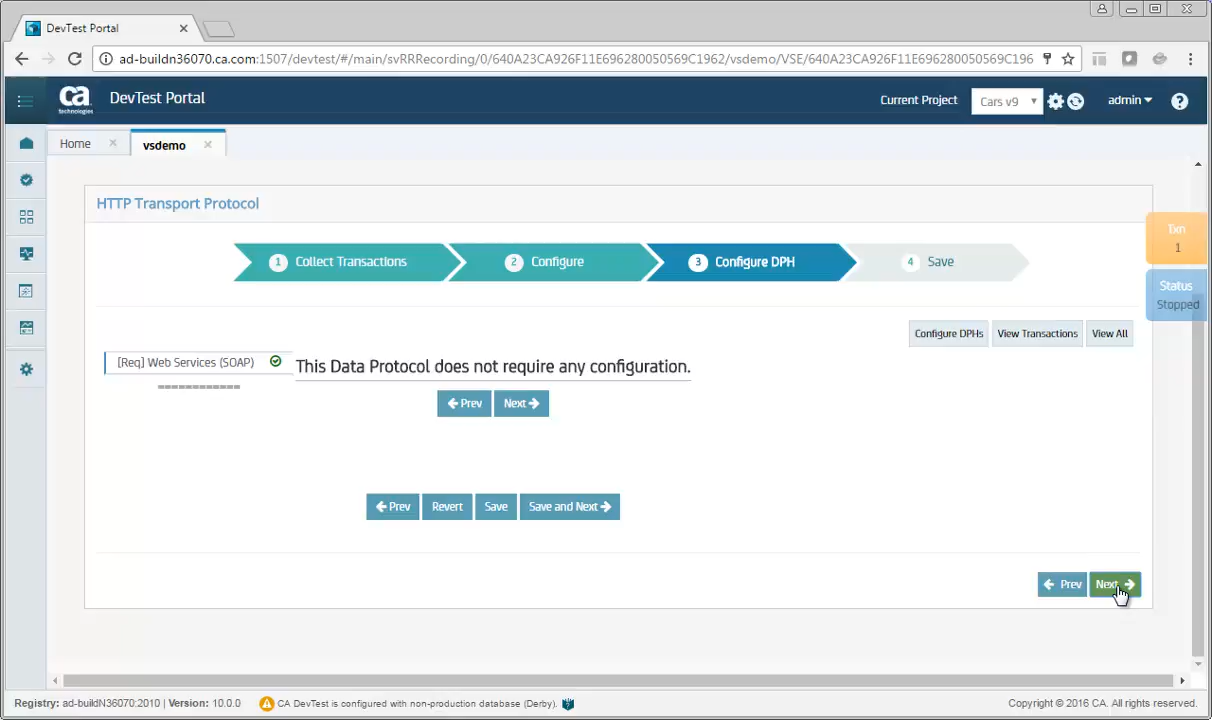 DevTest Portal
ad-buildn36070.ca.com:1507/devtest/#/main/svRRRecording/0/640A23CA926F11E696280050569C1962/vsdemo/VSE/640A23CA926F11E696280050569C196
ca technologies
DevTest Portal
Current Project
Cars v9
admin
?
Home
vsdemo
HTTP Transport Protocol
Txn
1
1 Collect Transactions
2 Configure
3 Configure DPH
4 Save
Status
Stopped
Configure DPHs
View Transactions
View All
[Req] Web Services (SOAP)
This Data Protocol does not require any configuration.
============
Prev
Next
Prev
Revert
Save
Save and Next
Prev
Next
Registry: ad-buildN36070:2010 | Version: 10.0.0
CA DevTest is configured with non-production database (Derby).
Copyright © 2016 CA. All rights reserved.